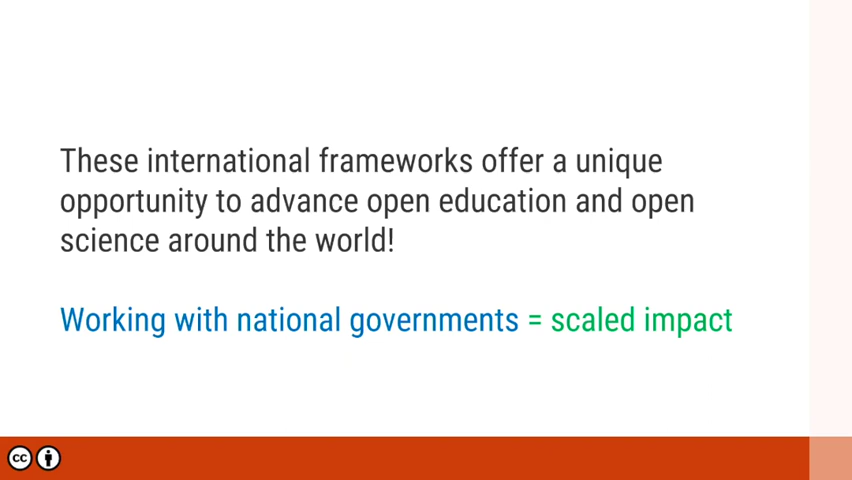 These international frameworks offer a unique
opportunity to advance open education and open
science around the world!
Working with national governments = scaled impact
cc